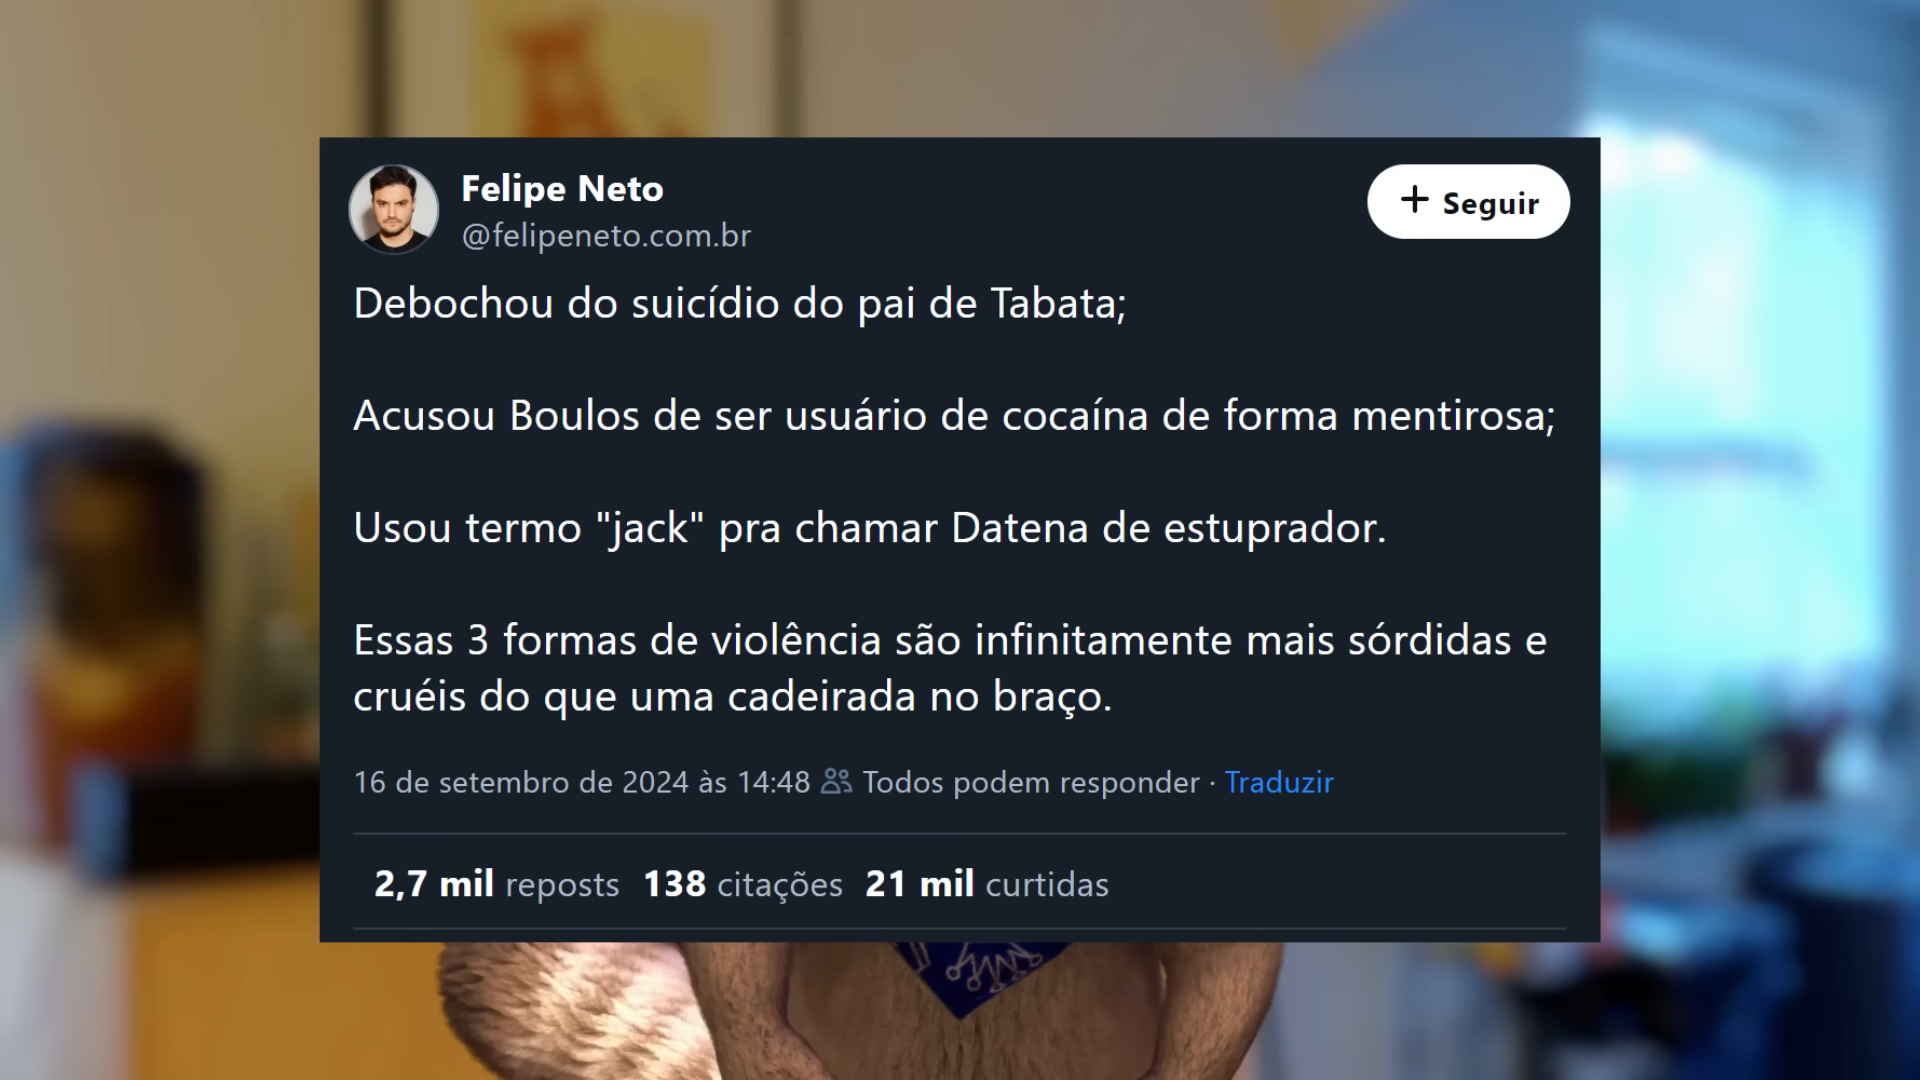 Felipe Neto
@felipeneto.com.br
+ Seguir
Debochou do suicídio do pai de Tabata;
Acusou Boulos de ser usuário de cocaína de forma mentirosa;
Usou termo "jack" pra chamar Datena de estuprador.
Essas 3 formas de violência são infinitamente mais sórdidas e
cruéis do que uma cadeirada no braço.
16 de setembro de 2024 às 14:48 Todos podem responder · Traduzir
2,7 mil reposts 138 citações 21 mil curtidas